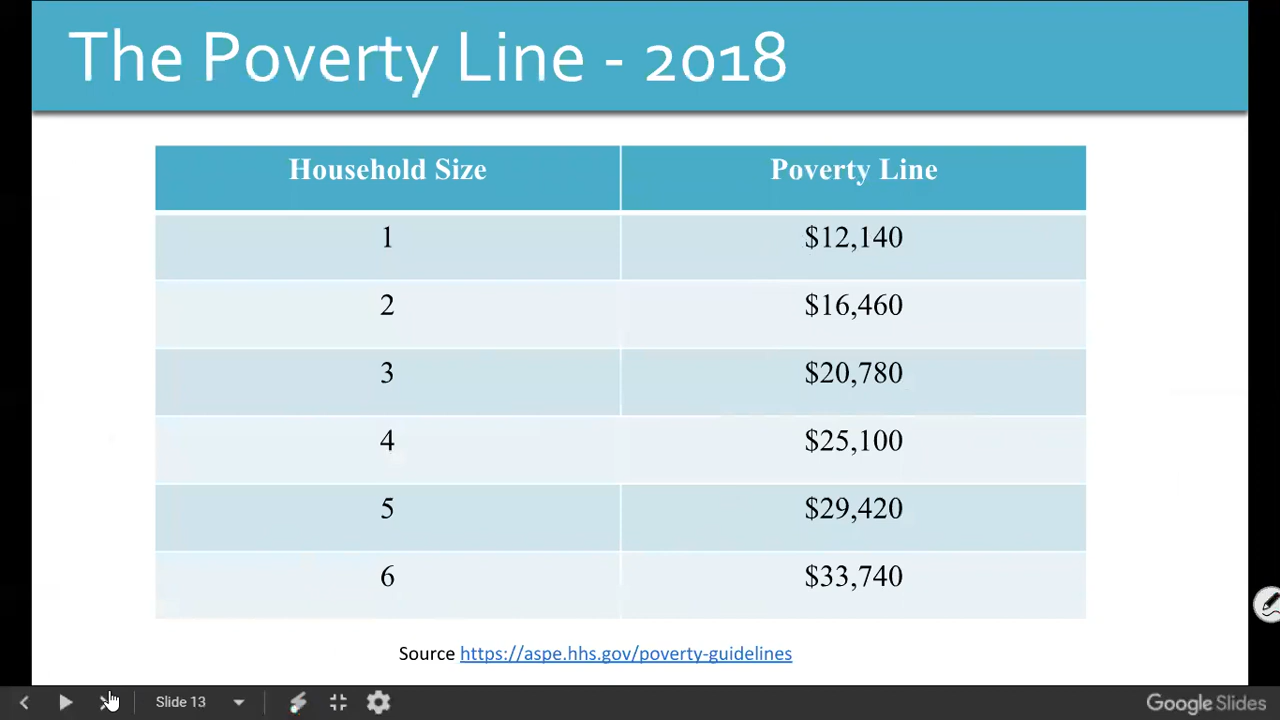 The Poverty Line - 2018
Household Size Poverty Line
1 $12,140
2 $16,460
3 $20,780
4 $25,100
5 $29,420
6 $33,740
Source https://aspe.hhs.gov/poverty-guidelines
Slide 13
Google Slides